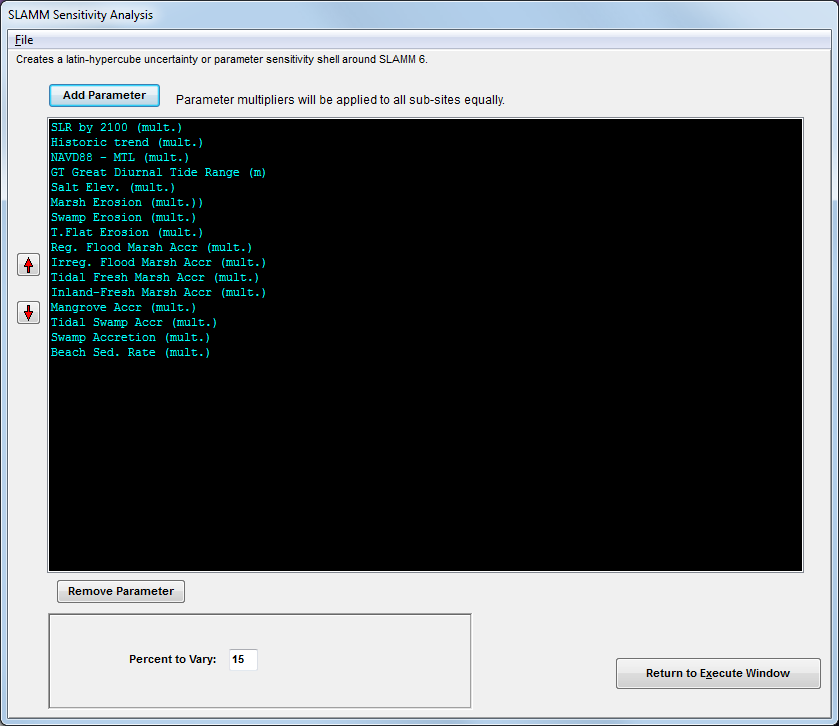 SLAMM Sensitivity Analysis
File
Creates a latin-hypercube uncertainty or parameter sensitivity shell around SLAMM 6.
Add Parameter
Parameter multipliers will be applied to all sub-sites equally.
SLR by 2100 (mult.)
Historic trend (mult.)
NAVD88 - MTL (mult.)
GT Great Diurnal Tide Range (m)
Salt Elev. (mult.)
Marsh Erosion (mult.))
Swamp Erosion (mult.)
T.Flat Erosion (mult.)
Reg. Flood Marsh Accr (mult.)
Irreg. Flood Marsh Accr (mult.)
Tidal Fresh Marsh Accr (mult.)
Inland-Fresh Marsh Accr (mult.)
Mangrove Accr (mult.)
Tidal Swamp Accr (mult.)
Swamp Accretion (mult.)
Beach Sed. Rate (mult.)
Remove Parameter
Percent to Vary: 15
Return to Execute Window